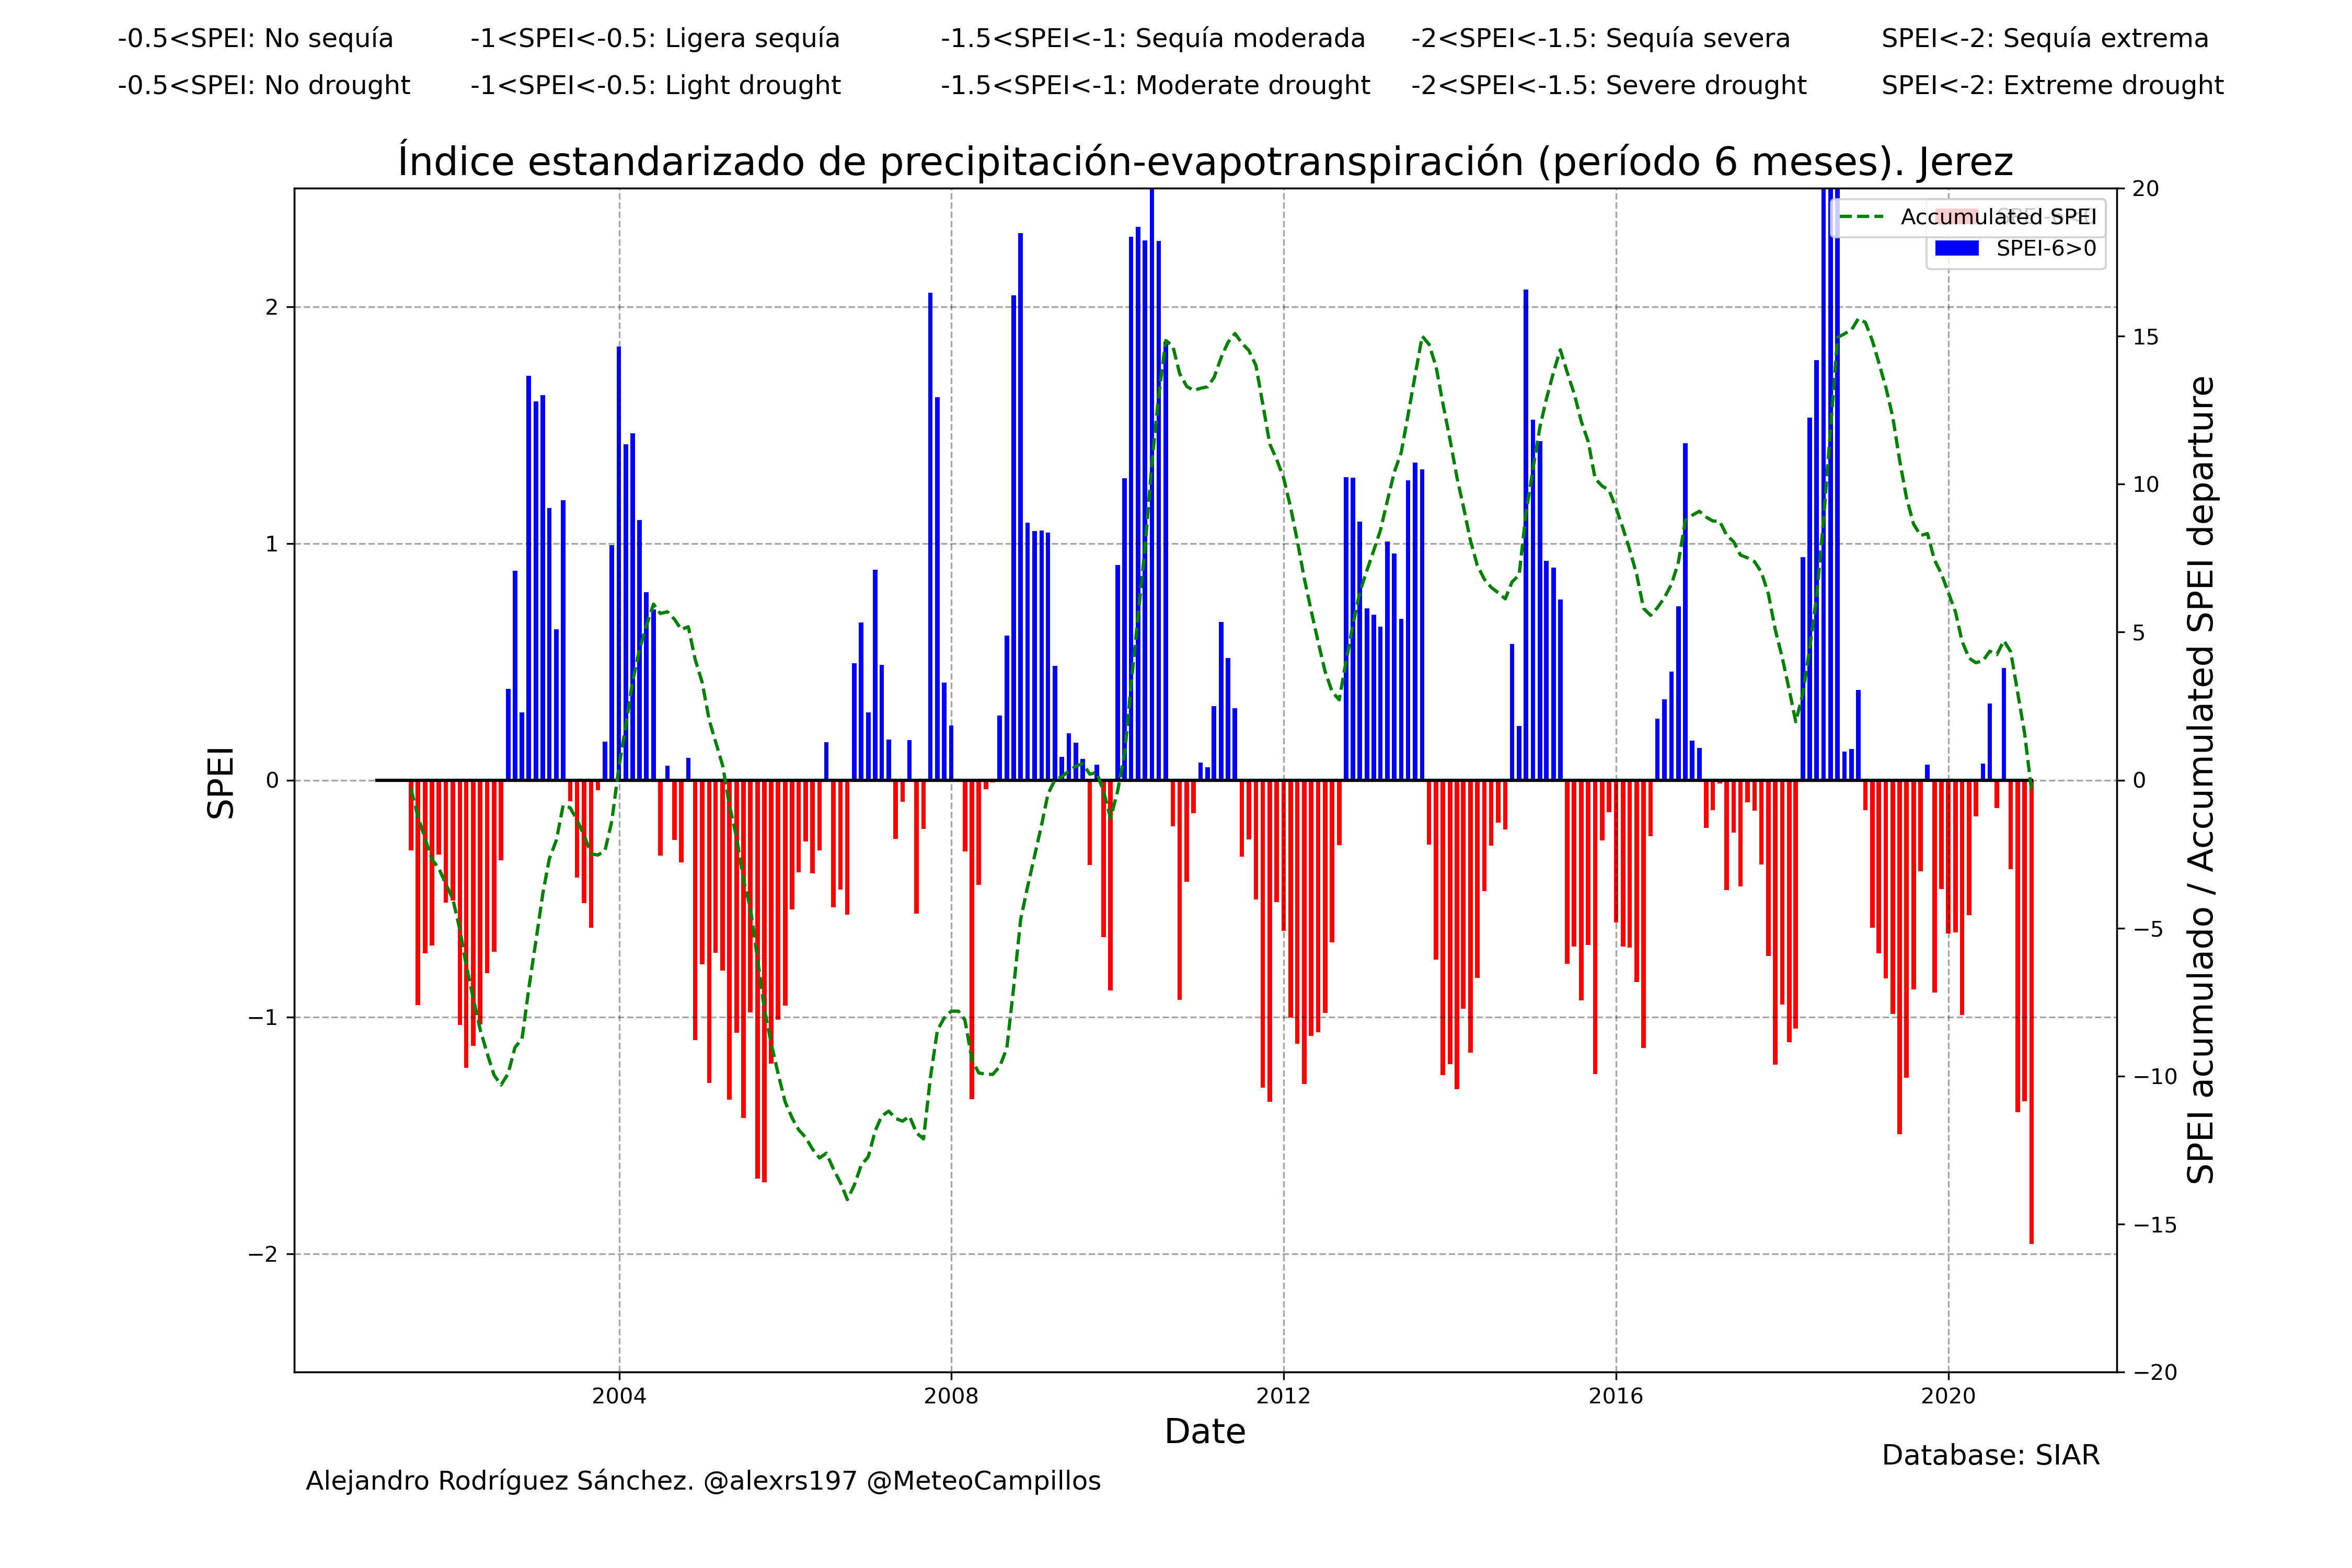 -0.5<SPEI: No sequía -1<SPEI<-0.5: Ligera sequía -1.5<SPEI<-1: Sequía moderada -2<SPEI<-1.5: Sequía severa SPEI<-2: Sequía extrema
-0.5<SPEI: No drought -1<SPEI<-0.5: Light drought -1.5<SPEI<-1: Moderate drought -2<SPEI<-1.5: Severe drought SPEI<-2: Extreme drought
Índice estandarizado de precipitación-evapotranspiración (período 6 meses). Jerez
Accumulated SPEI
SPEI-6>0
SPEI
2
1
0
−1
−2
20
15
10
5
0
−5
−10
−15
−20
SPEI acumulado / Accumulated SPEI departure
2004 2008 2012 2016 2020
Date
Database: SIAR
Alejandro Rodríguez Sánchez. @alexrs197 @MeteoCampillos